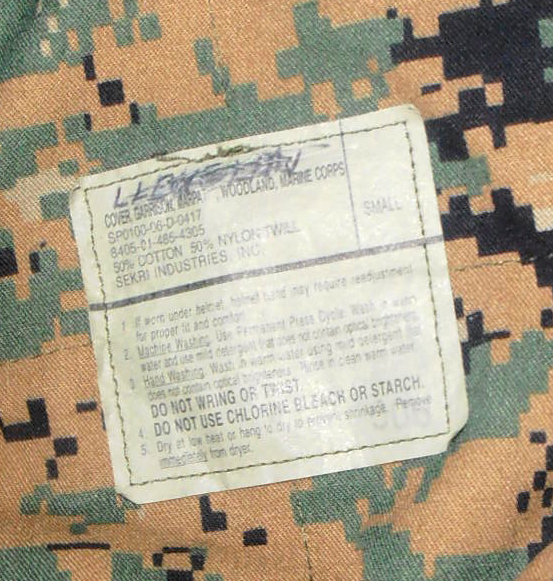 COVER, GARRISON, MARPAT, WOODLAND, MARINE CORPS
SP0100-06-D-0417
8405-01-485-4305
50% COTTON 50% NYLON TWILL
SEKRI INDUSTRIES, INC.
SMALL
1. If worn under helmet, helmet band may require readjustment
for proper fit and comfort.
2. Machine Washing. Use Permanent Press Cycle. Wash in warm
water and use mild detergent that does not contain optical brighteners.
3. Hand Washing. Wash in warm water using mild detergent that
does not contain optical brighteners. Rinse in clean warm water.
DO NOT WRING OR TWIST.
4. DO NOT USE CHLORINE BLEACH OR STARCH.
5. Dry at low heat or hang to dry to prevent shrinkage. Remove
immediately from dryer.